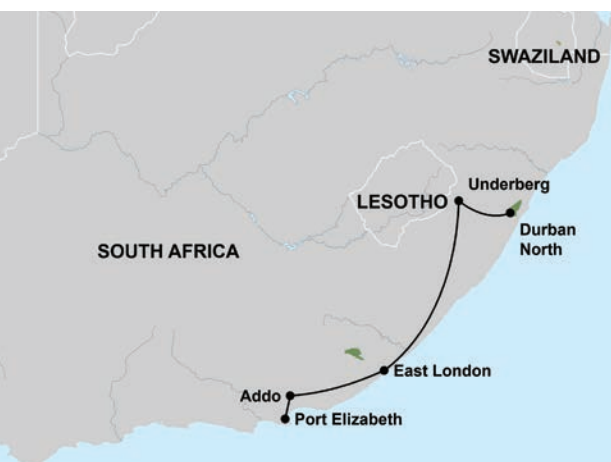 SWAZILAND
Underberg
LESOTHO
Durban
North
SOUTH AFRICA
East London
Addo
Port Elizabeth